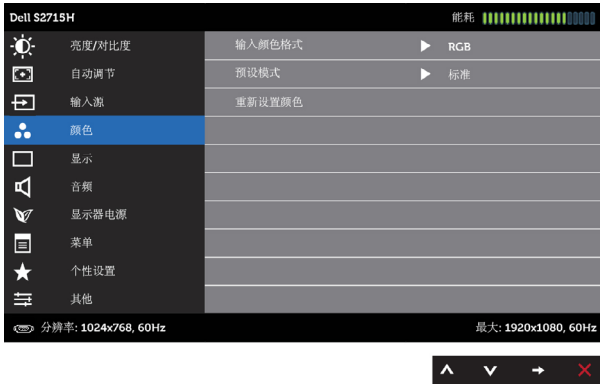 Dell S2715H 能耗
亮度/对比度 输入颜色格式 RGB
自动调节 预设模式 标准
输入源 重新设置颜色
颜色
显示
音频
显示器电源
菜单
个性设置
其他
分辨率: 1024x768, 60Hz 最大: 1920x1080, 60Hz